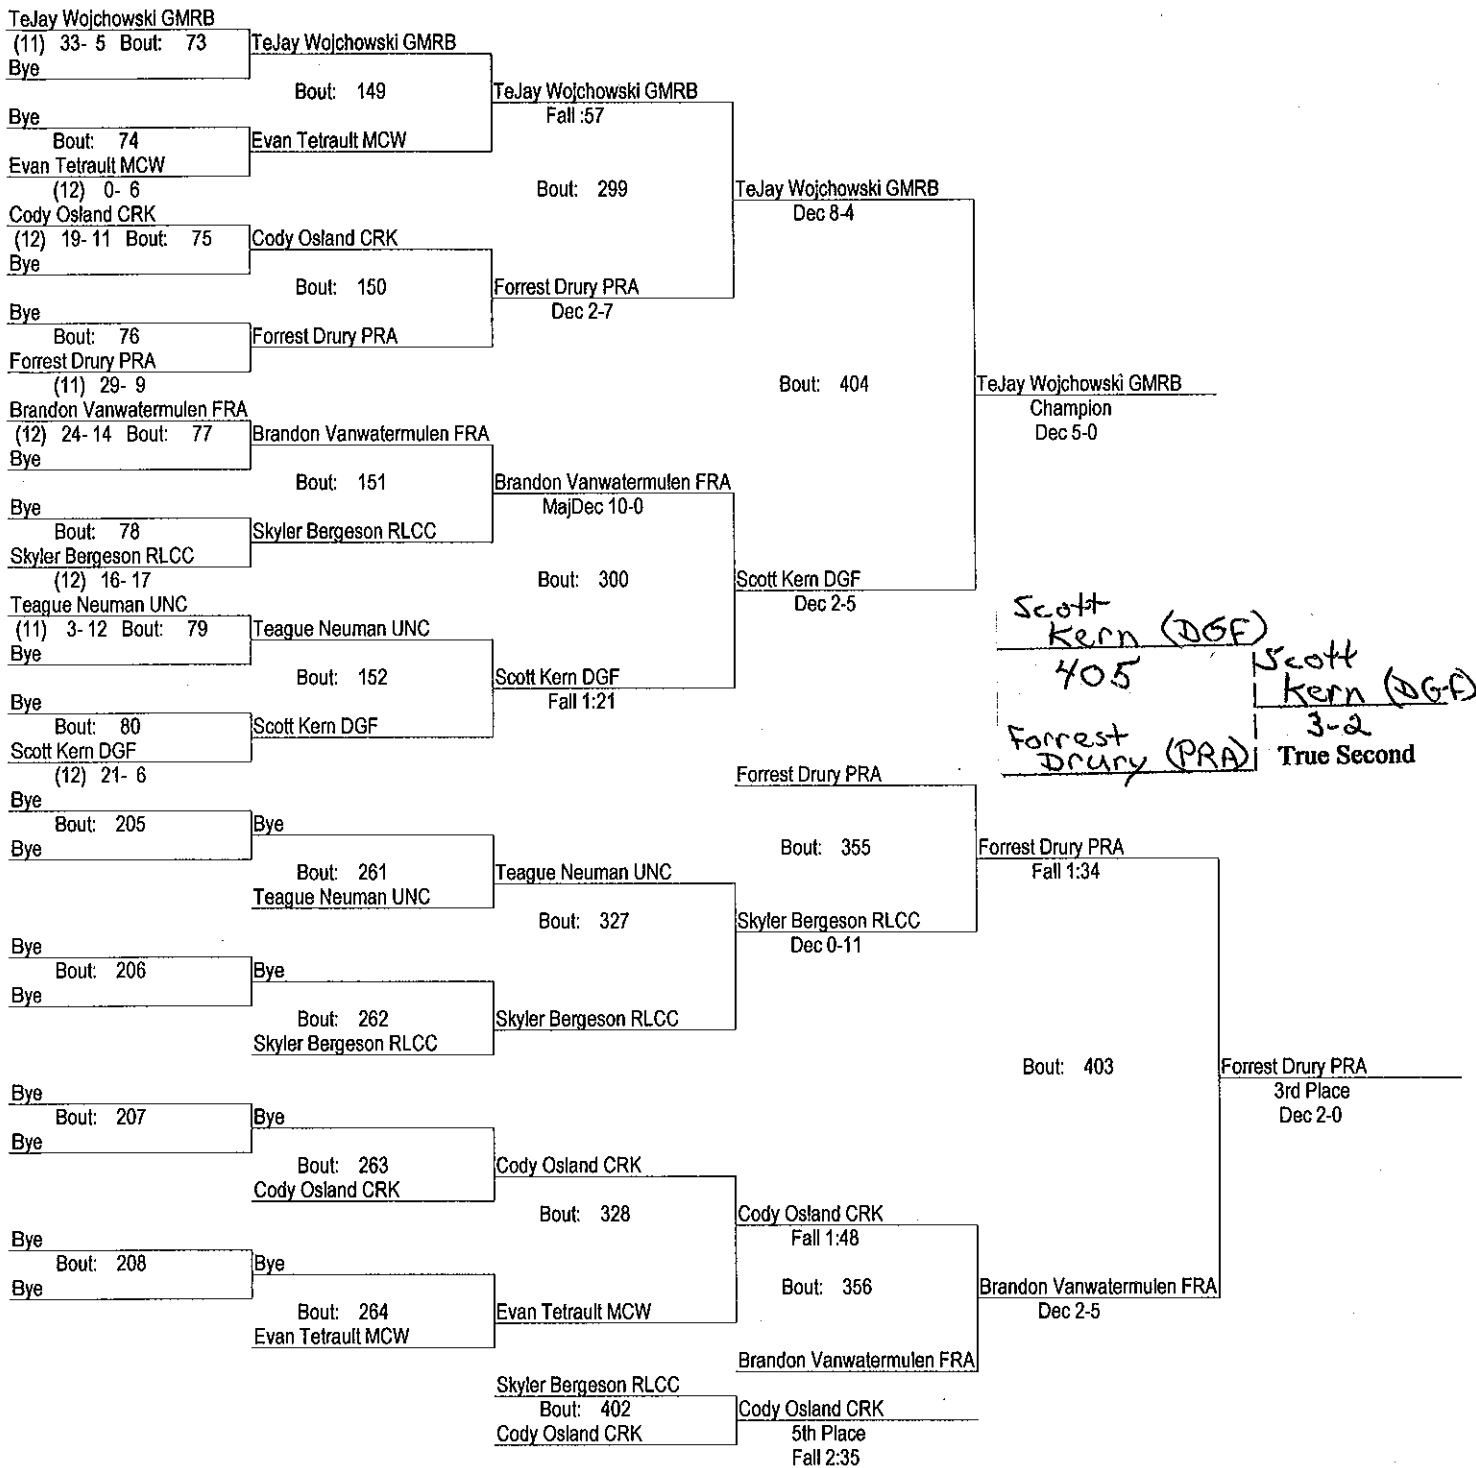 TeJay Wojchowski GMRB
(11) 33- 5 Bout: 73
Bye
TeJay Wojchowski GMRB
Bout: 149
Bye
Bout: 74
Evan Tetrault MCW
(12) 0- 6
Evan Tetrault MCW
TeJay Wojchowski GMRB
Fall :57
Bout: 299
Cody Osland CRK
(12) 19- 11 Bout: 75
Bye
Cody Osland CRK
Bout: 150
Bye
Bout: 76
Forrest Drury PRA
(11) 29- 9
Forrest Drury PRA
Forrest Drury PRA
Dec 2-7
TeJay Wojchowski GMRB
Dec 8-4
Bout: 404
Brandon Vanwatermulen FRA
(12) 24- 14 Bout: 77
Bye
Brandon Vanwatermulen FRA
Bout: 151
Bye
Bout: 78
Skyler Bergeson RLCC
(12) 16- 17
Skyler Bergeson RLCC
Brandon Vanwatermulen FRA
MajDec 10-0
Bout: 300
Teague Neuman UNC
(11) 3- 12 Bout: 79
Bye
Teague Neuman UNC
Bout: 152
Bye
Bout: 80
Scott Kern DGF
(12) 21- 6
Scott Kern DGF
Scott Kern DGF
Fall 1:21
Scott Kern DGF
Dec 2-5
TeJay Wojchowski GMRB
Champion
Dec 5-0
Scott
Kern (DGF)
405
Forrest
Drury (PRA)
Scott
Kern (DGF)
3-2
True Second
Bye
Bout: 205
Bye
Bye
Bout: 261
Teague Neuman UNC
Teague Neuman UNC
Bout: 327
Bye
Bout: 206
Bye
Bye
Bout: 262
Skyler Bergeson RLCC
Skyler Bergeson RLCC
Forrest Drury PRA
Bout: 355
Skyler Bergeson RLCC
Dec 0-11
Forrest Drury PRA
Fall 1:34
Bout: 403
Bye
Bout: 207
Bye
Bye
Bout: 263
Cody Osland CRK
Cody Osland CRK
Bout: 328
Bye
Bout: 208
Bye
Bye
Bout: 264
Evan Tetrault MCW
Evan Tetrault MCW
Cody Osland CRK
Fall 1:48
Bout: 356
Brandon Vanwatermulen FRA
Brandon Vanwatermulen FRA
Dec 2-5
Forrest Drury PRA
3rd Place
Dec 2-0
Skyler Bergeson RLCC
Bout: 402
Cody Osland CRK
Cody Osland CRK
5th Place
Fall 2:35